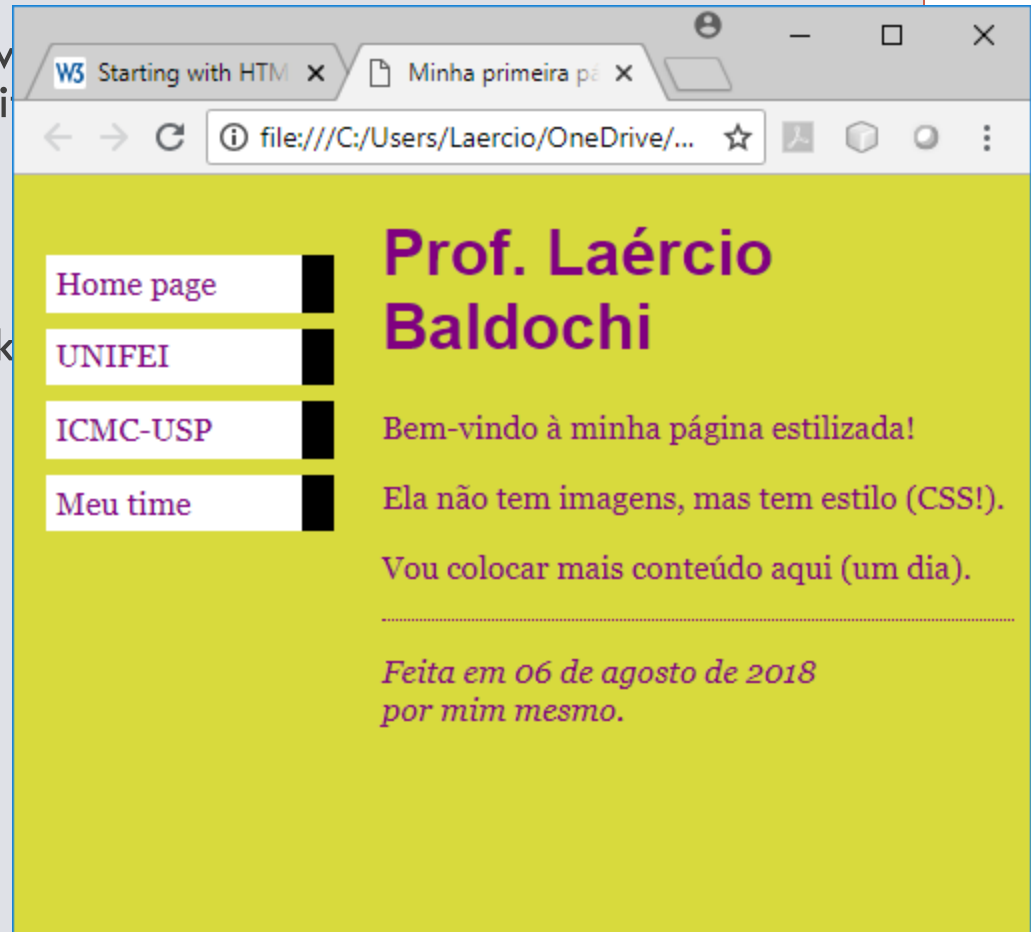 Starting with HTM
Minha primeira pá
file:///C:/Users/Laercio/OneDrive/...
Home page
UNIFEI
ICMC-USP
Meu time
Prof. Laércio
Baldochi
Bem-vindo à minha página estilizada!
Ela não tem imagens, mas tem estilo (CSS!).
Vou colocar mais conteúdo aqui (um dia).
Feita em 06 de agosto de 2018
por mim mesmo.